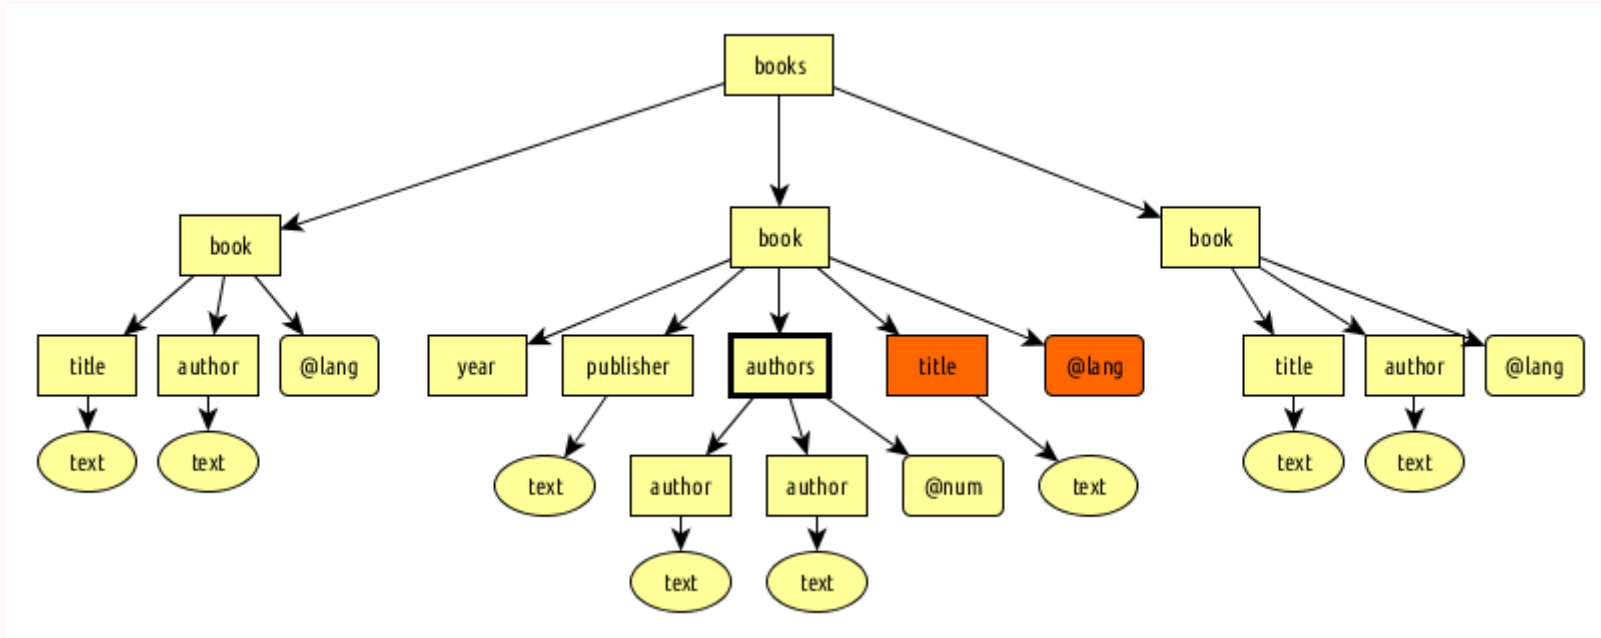 books
book
book
book
title
author
@lang
year
publisher
authors
title
@lang
title
author
@lang
text
text
text
author
author
@num
text
text
text
text
text